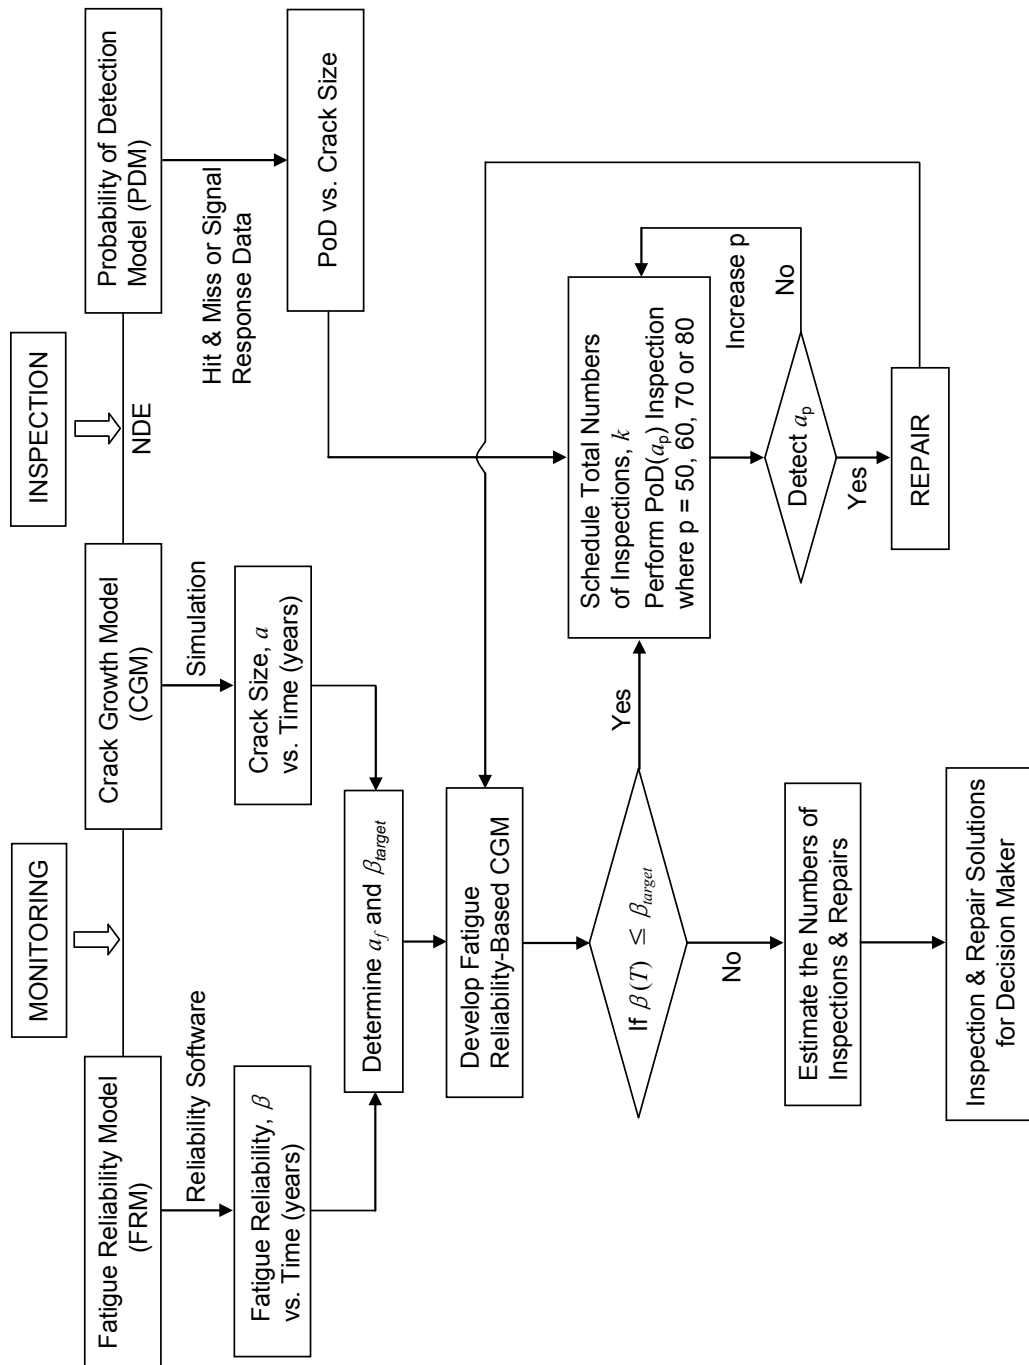 MONITORING
INSPECTION
Fatigue Reliability Model
(FRM)
Crack Growth Model
(CGM)
NDE
Probability of Detection
Model (PDM)
Reliability Software
Simulation
Hit & Miss or Signal
Response Data
Fatigue Reliability, β
vs. Time (years)
Crack Size, a
vs. Time (years)
PoD vs. Crack Size
Determine a_f and β_target
Develop Fatigue
Reliability-Based CGM
If β (T) ≤ β_target
Yes
No
Schedule Total Numbers
of Inspections, k
Perform PoD(a_p) Inspection
where p = 50, 60, 70 or 80
Increase p
No
Detect a_p
Yes
REPAIR
Estimate the Numbers of
Inspections & Repairs
Inspection & Repair Solutions
for Decision Maker